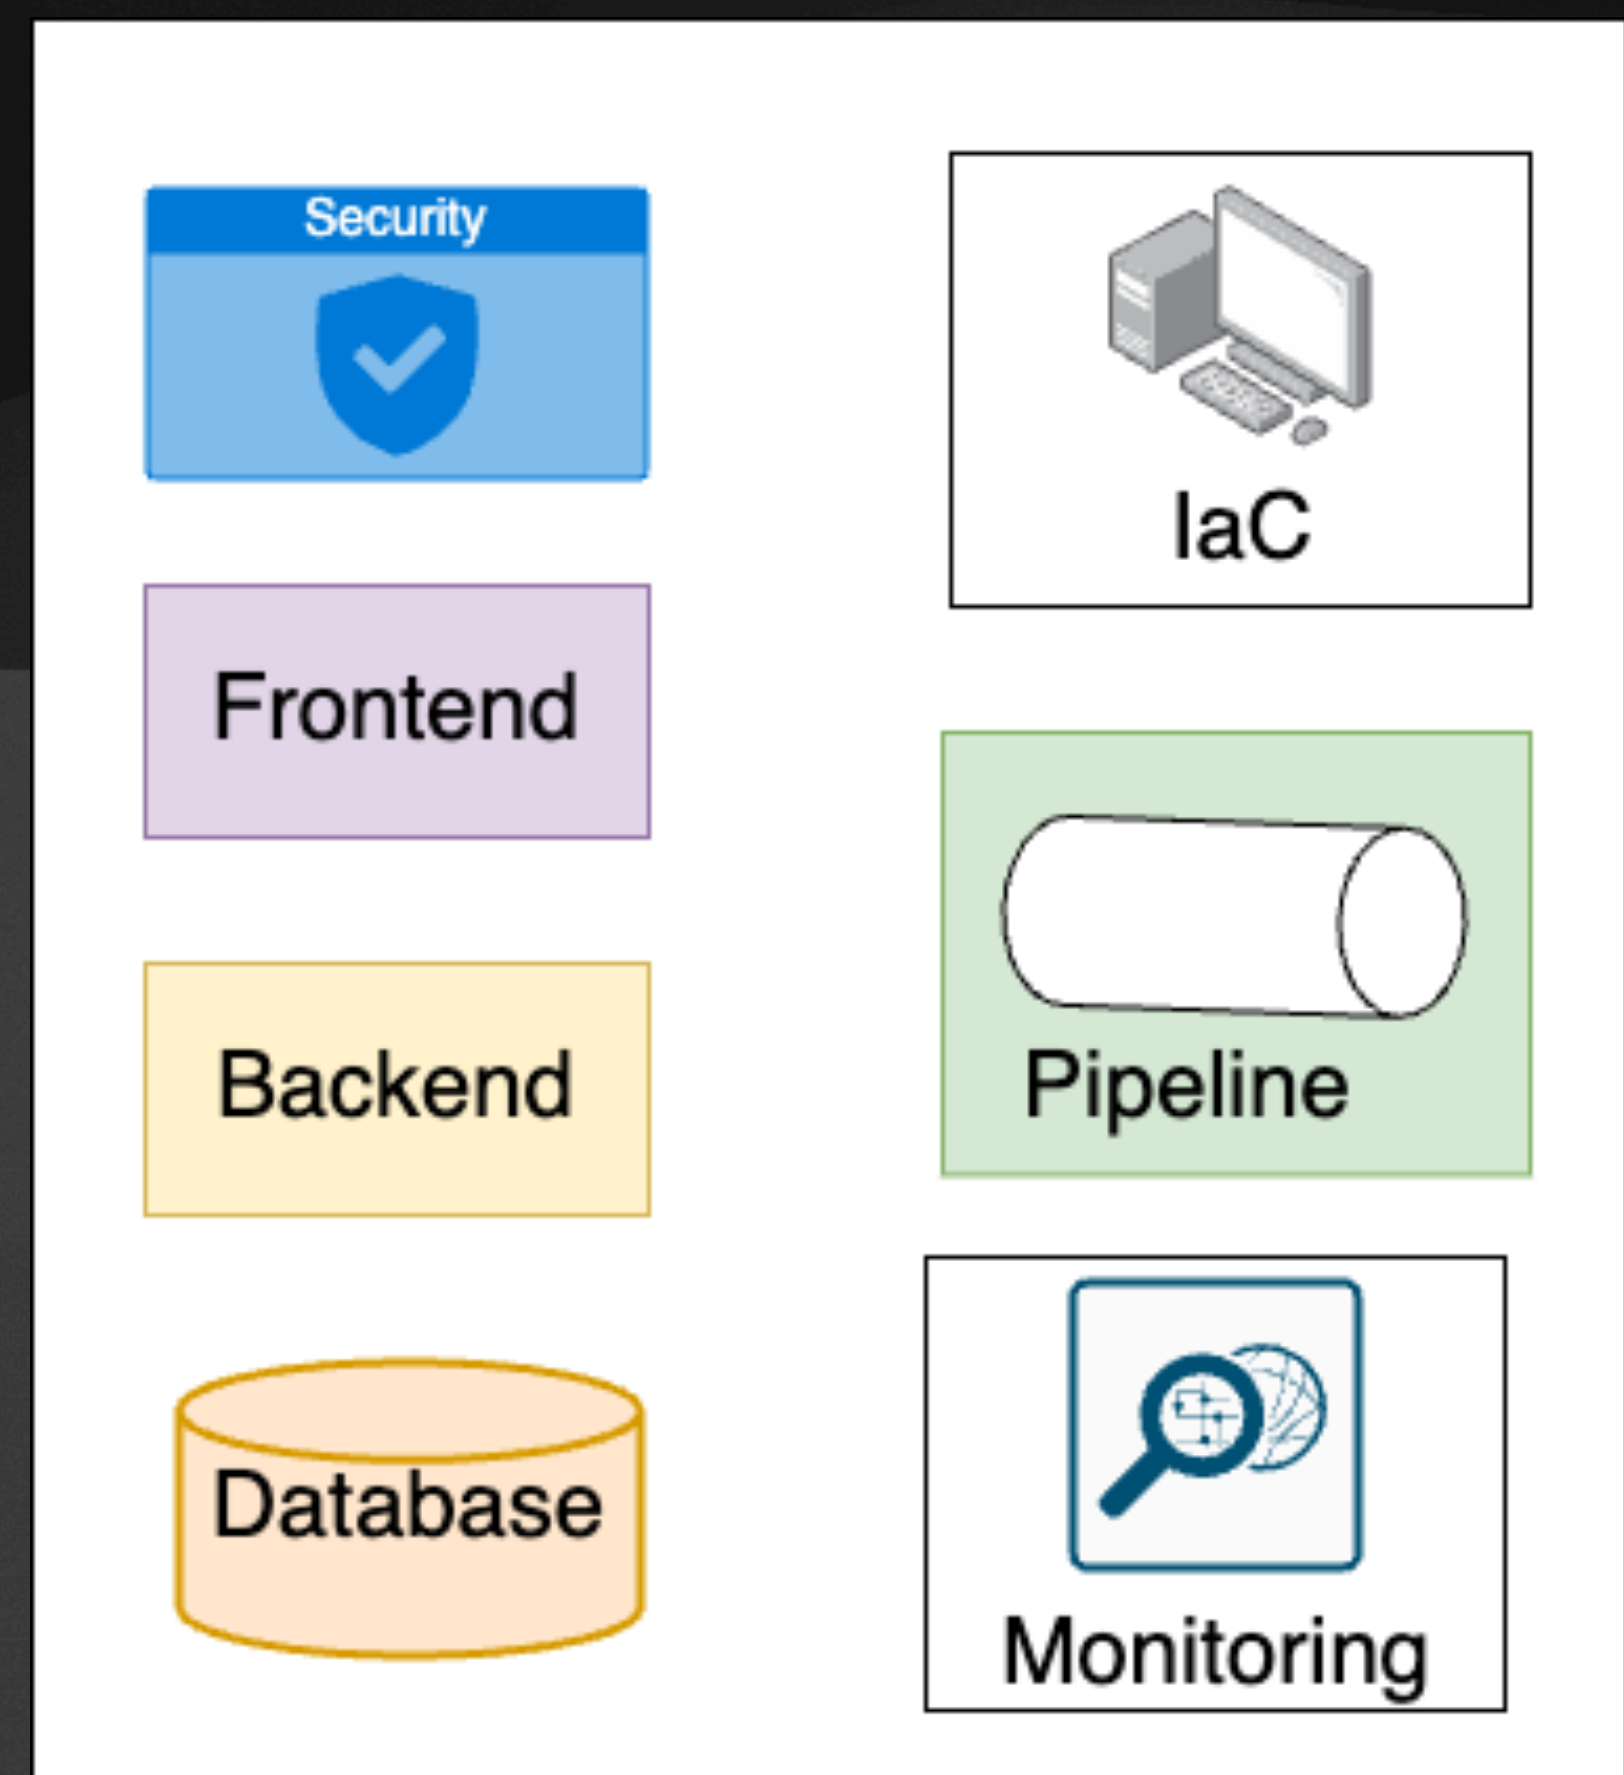 Security
Frontend
Backend
Database
IaC
Pipeline
Monitoring